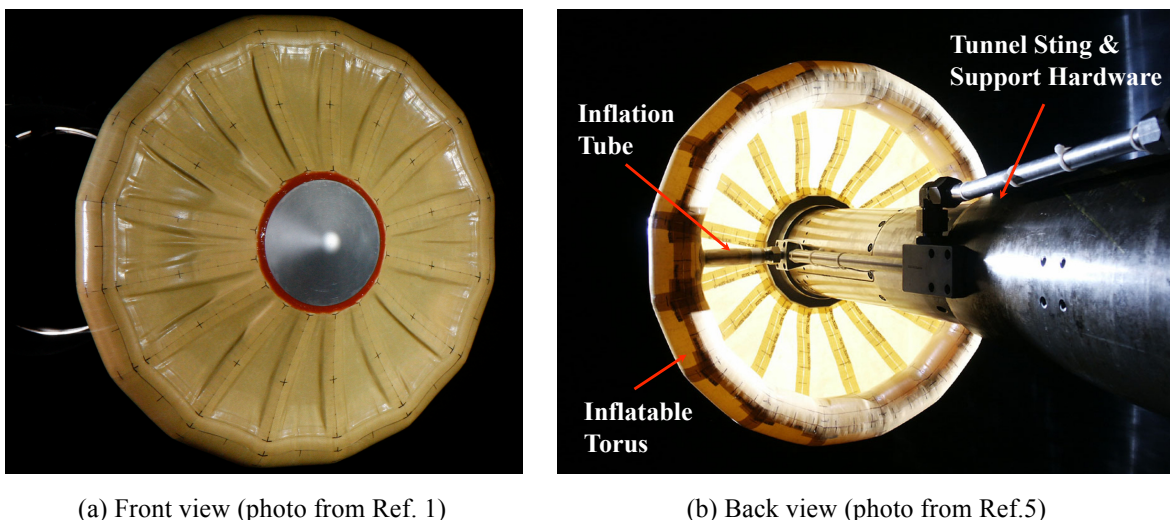 Tunnel Sting &
Support Hardware
Inflation
Tube
Inflatable
Torus
(a) Front view (photo from Ref. 1)
(b) Back view (photo from Ref.5)